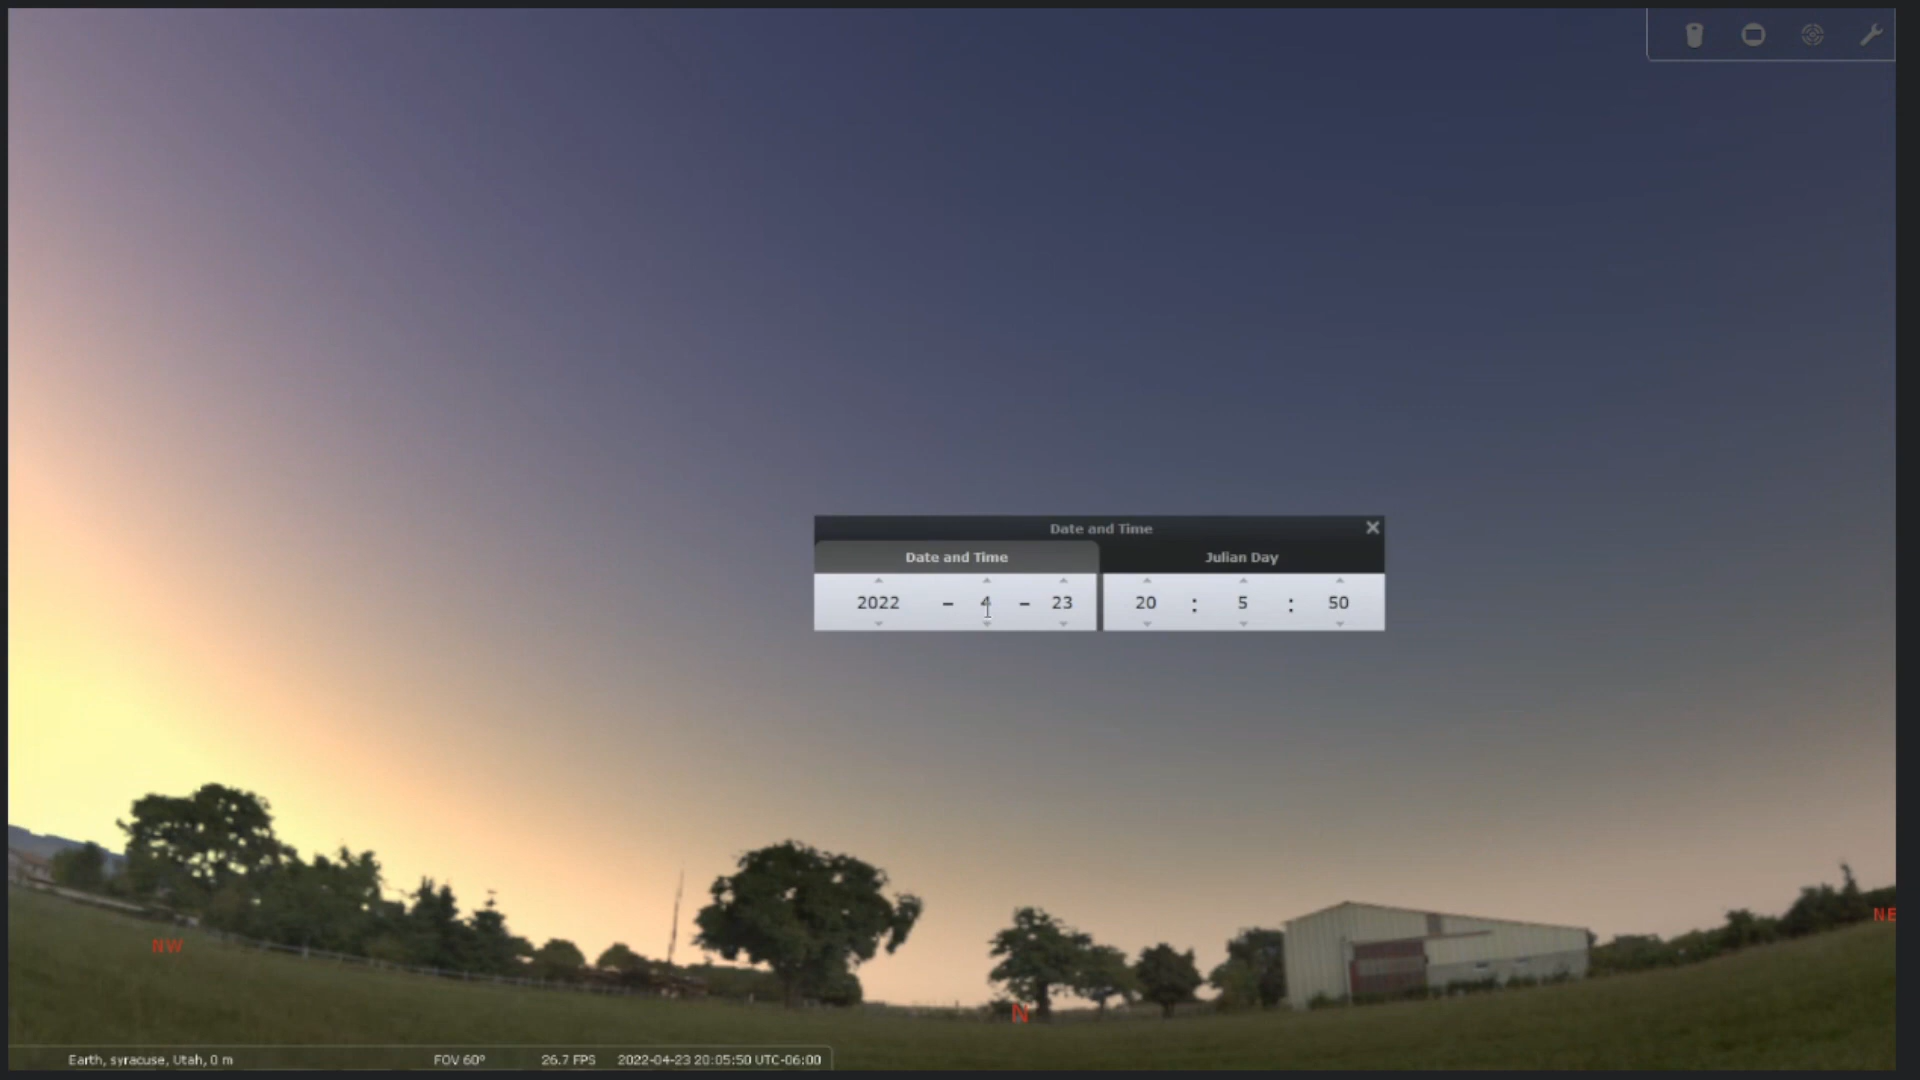 Date and Time
Date and Time Julian Day
2022 - 4 - 23 20 : 5 : 50
NE
NW
N
Earth, syracuse, Utah, 0 m FOV 60° 26.7 FPS 2022-04-23 20:05:50 UTC-06:00